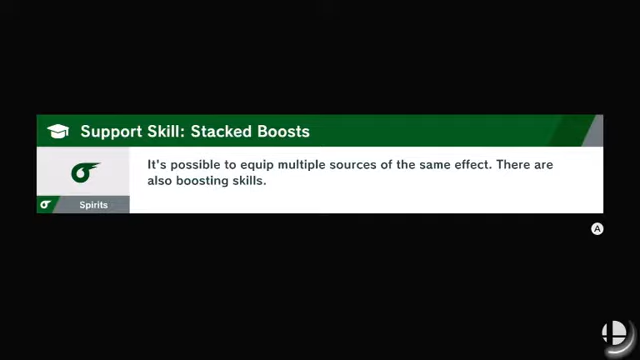 Support Skill: Stacked Boosts
It's possible to equip multiple sources of the same effect. There are
also boosting skills.
Spirits
A